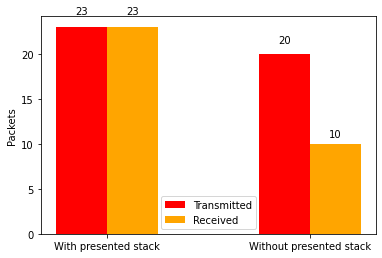 23
23
20
10
20
15
10
5
0
Packets
Transmitted
Received
With presented stack
Without presented stack